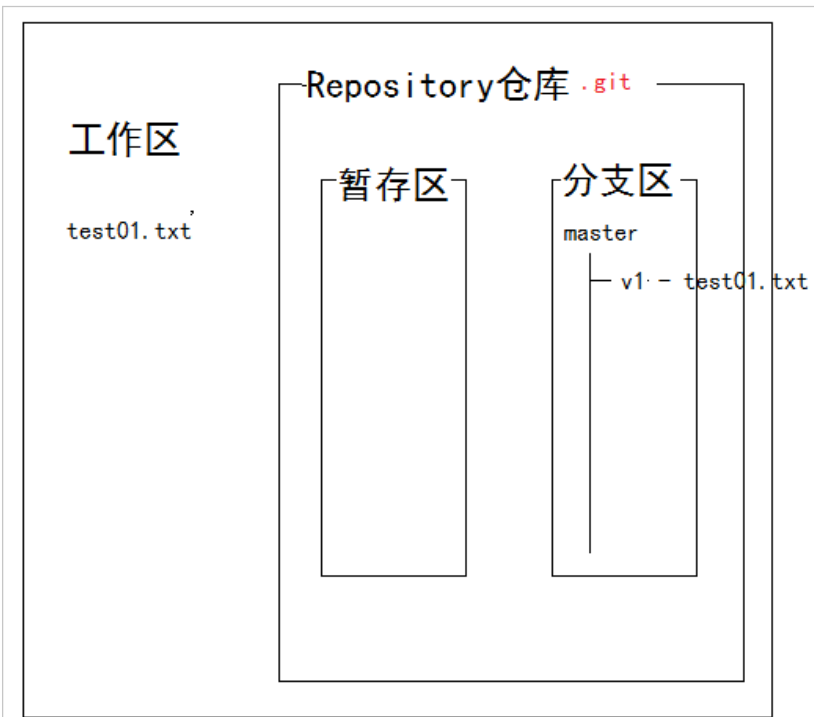 Repository仓库 .git
工作区
暂存区
分支区
test01.txt
master
v1 - test01.txt